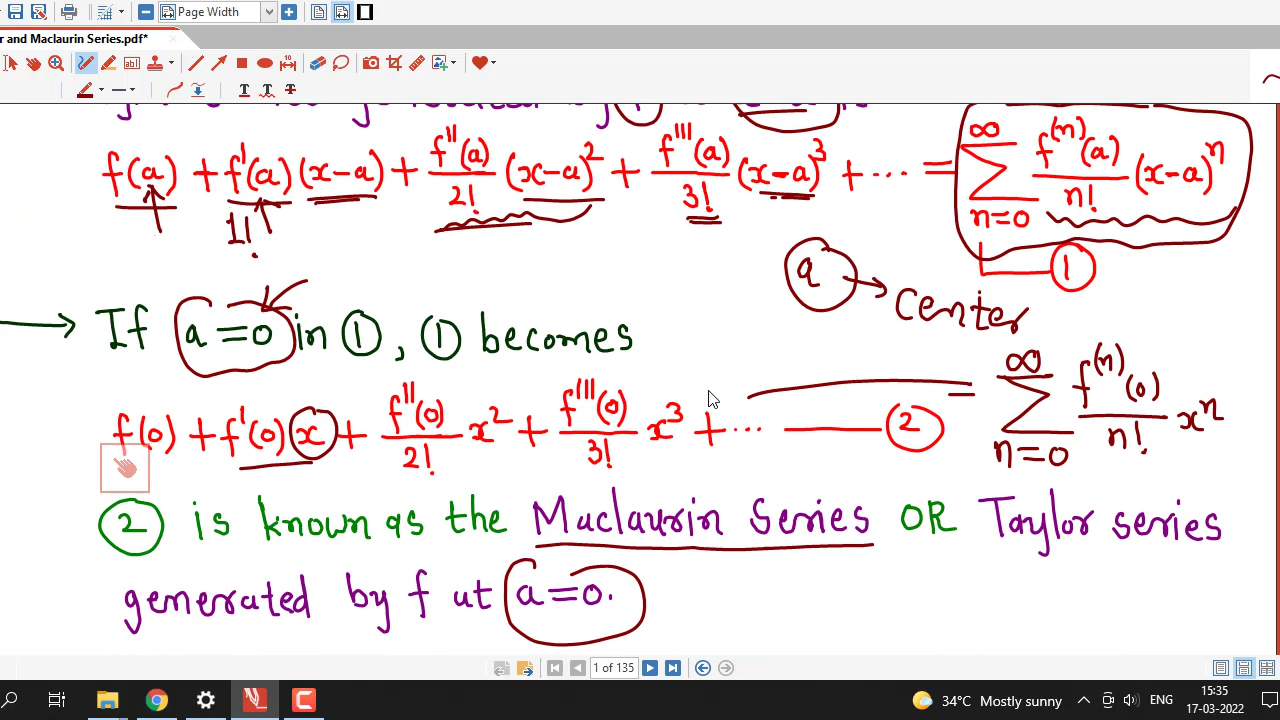 Page Width
r and Maclaurin Series.pdf*
f(a) + f'(a)(x-a) + f''(a)/2! (x-a)² + f'''(a)/3! (x-a)³ + ... = ∞ Σ n=0 f⁽ⁿ⁾(a)/n! (x-a)ⁿ
1!
①
a → Center
→ If a=0 in ①, ① becomes
f(0) + f'(0) x + f''(0)/2! x² + f'''(0)/3! x³ + ... —— ② = ∞ Σ n=0 f⁽ⁿ⁾(0)/n! xⁿ
② is known as the Maclaurin Series OR Taylor series
generated by f at a=0.
1 of 135
34°C Mostly sunny ENG 15:35
17-03-2022